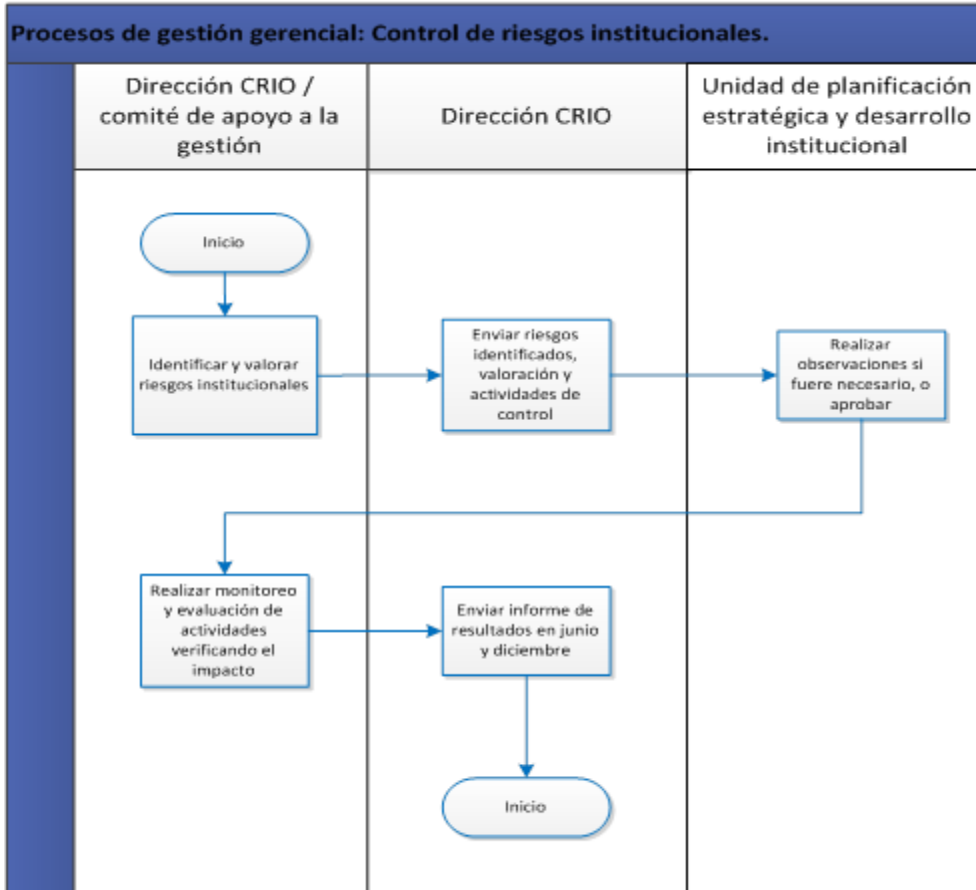 Procesos de gestión gerencial: Control de riesgos institucionales.
Dirección CRIO /
comité de apoyo a la
gestión
Dirección CRIO
Unidad de planificación
estratégica y desarrollo
institucional
Inicio
Identificar y valorar
riesgos institucionales
Enviar riesgos
identificados,
valoración y
actividades de
control
Realizar
observaciones si
fuere necesario, o
aprobar
Realizar monitoreo
y evaluación de
actividades
verificando el
impacto
Enviar informe de
resultados en junio
y diciembre
Inicio